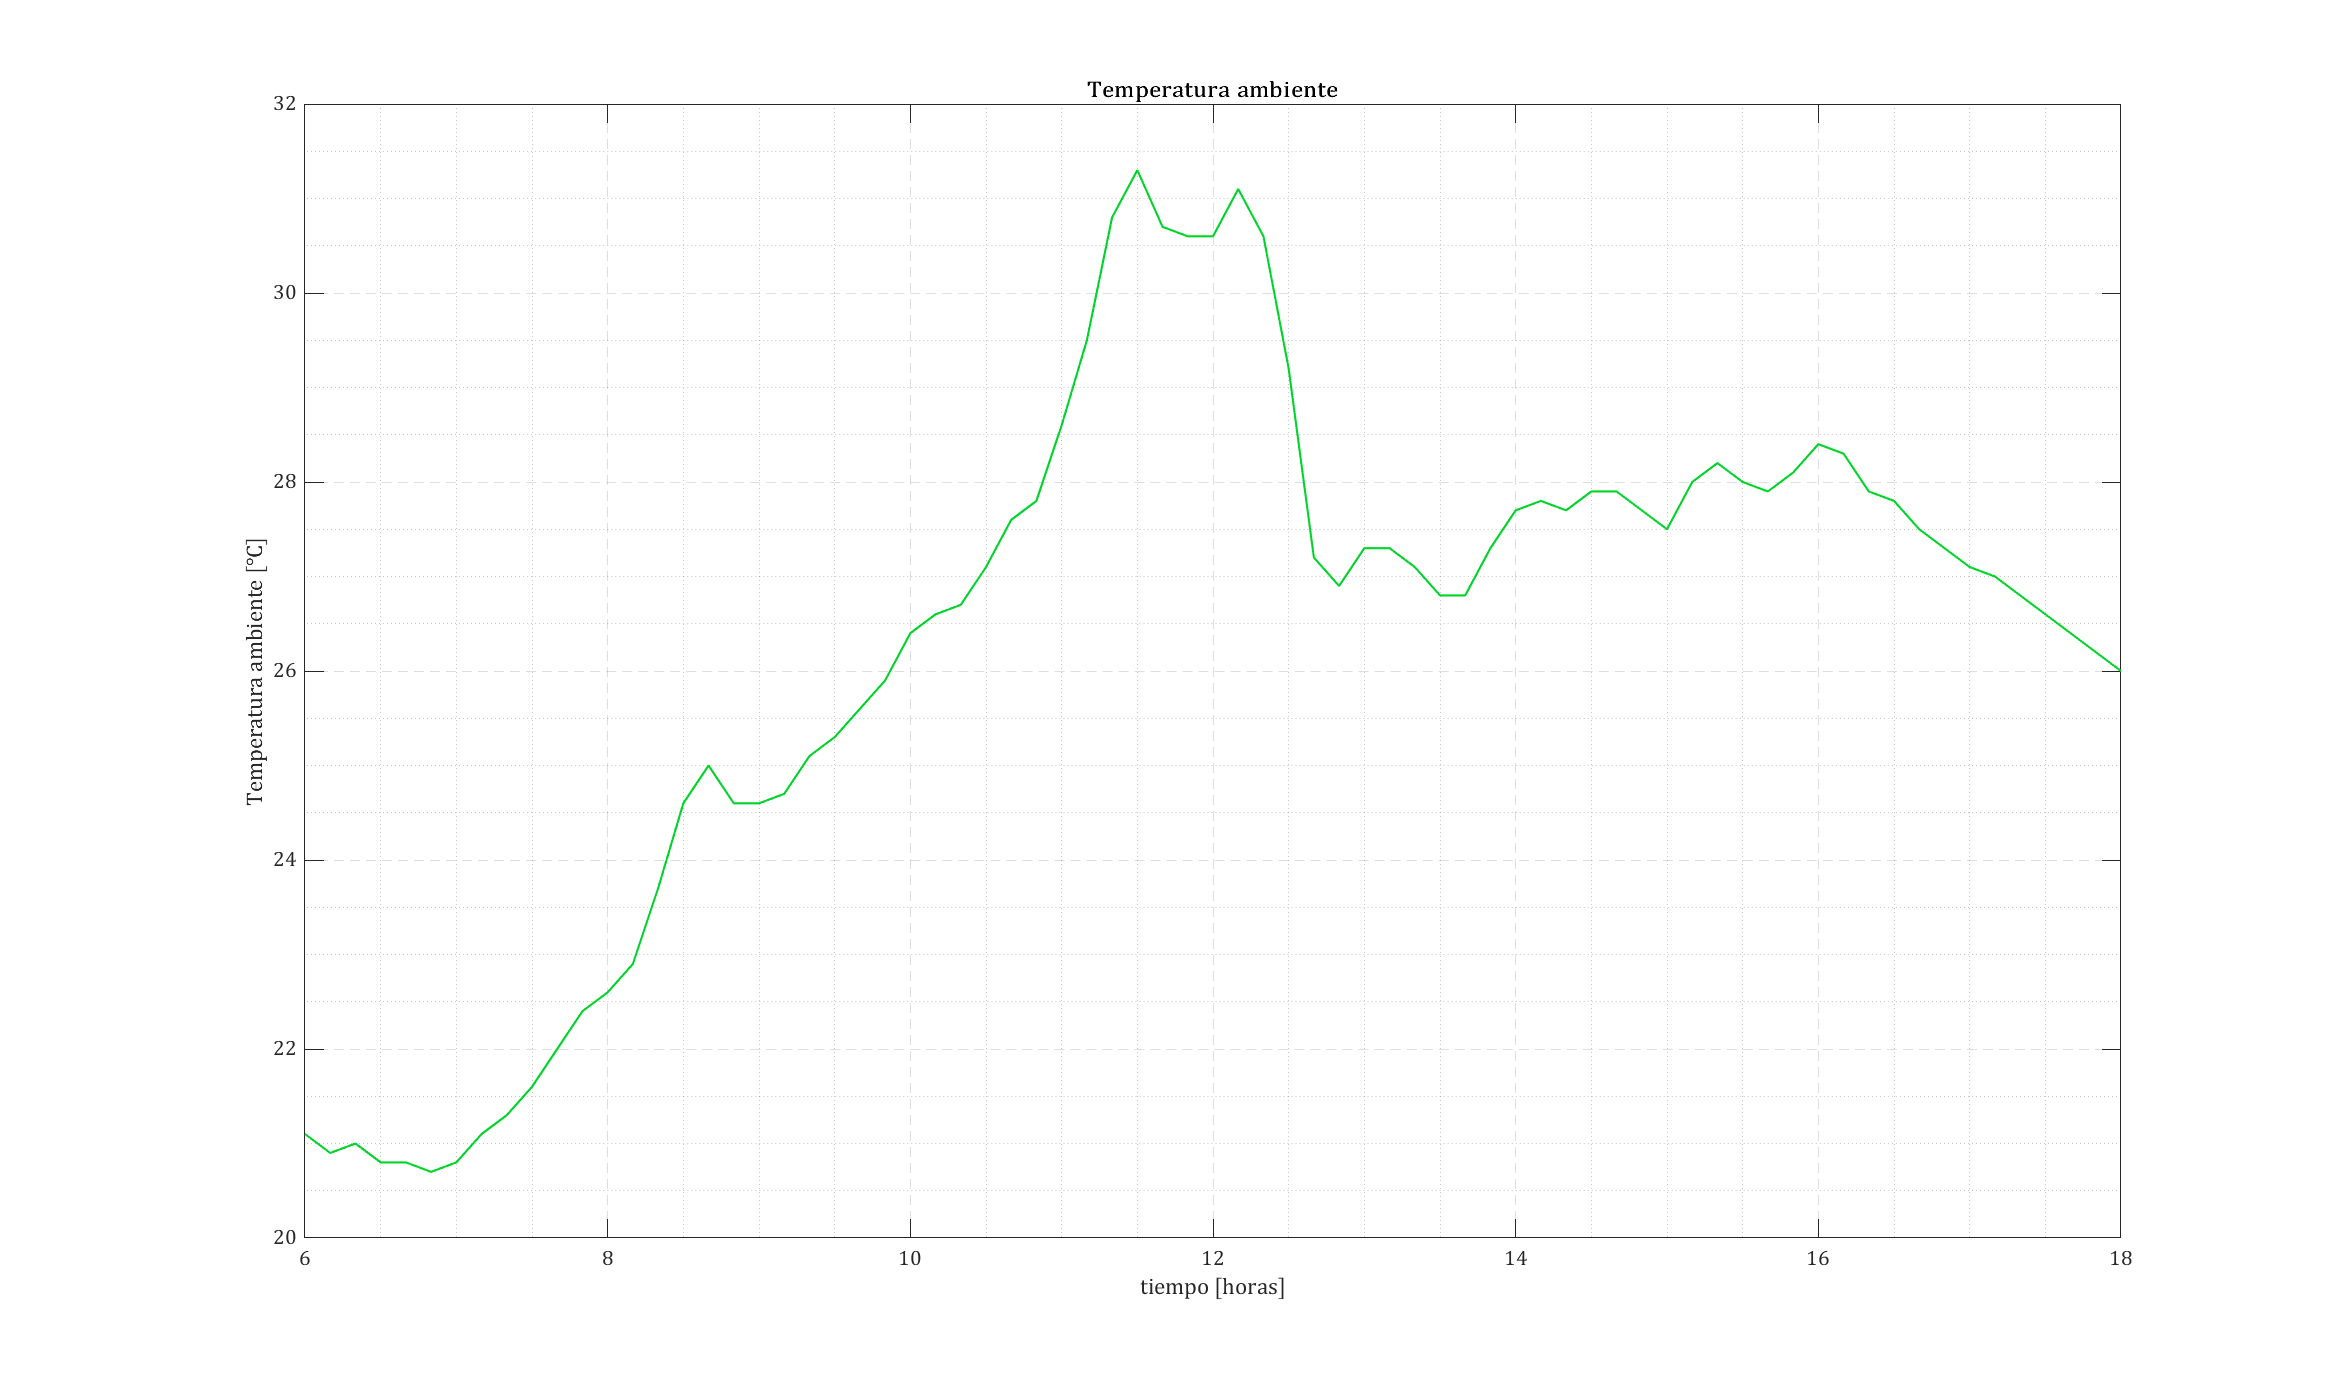 Temperatura ambiente
32
30
28
26
24
22
20
Temperatura ambiente [°C]
6 8 10 12 14 16 18
tiempo [horas]